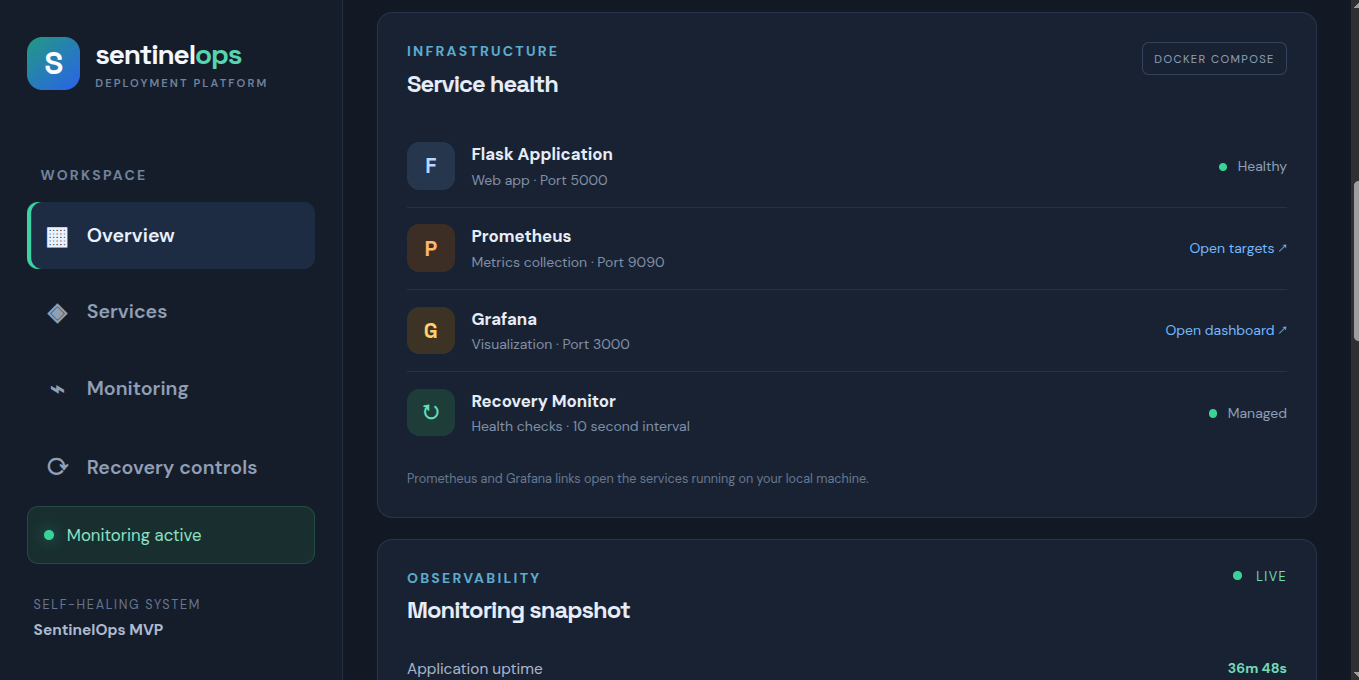 S
sentinelops
DEPLOYMENT PLATFORM
WORKSPACE
Overview
Services
Monitoring
Recovery controls
Monitoring active
SELF-HEALING SYSTEM
SentinelOps MVP
INFRASTRUCTURE
Service health
DOCKER COMPOSE
F
Flask Application
Web app · Port 5000
Healthy
P
Prometheus
Metrics collection · Port 9090
Open targets ↗
G
Grafana
Visualization · Port 3000
Open dashboard ↗
↻
Recovery Monitor
Health checks · 10 second interval
Managed
Prometheus and Grafana links open the services running on your local machine.
OBSERVABILITY
Monitoring snapshot
LIVE
Application uptime
36m 48s